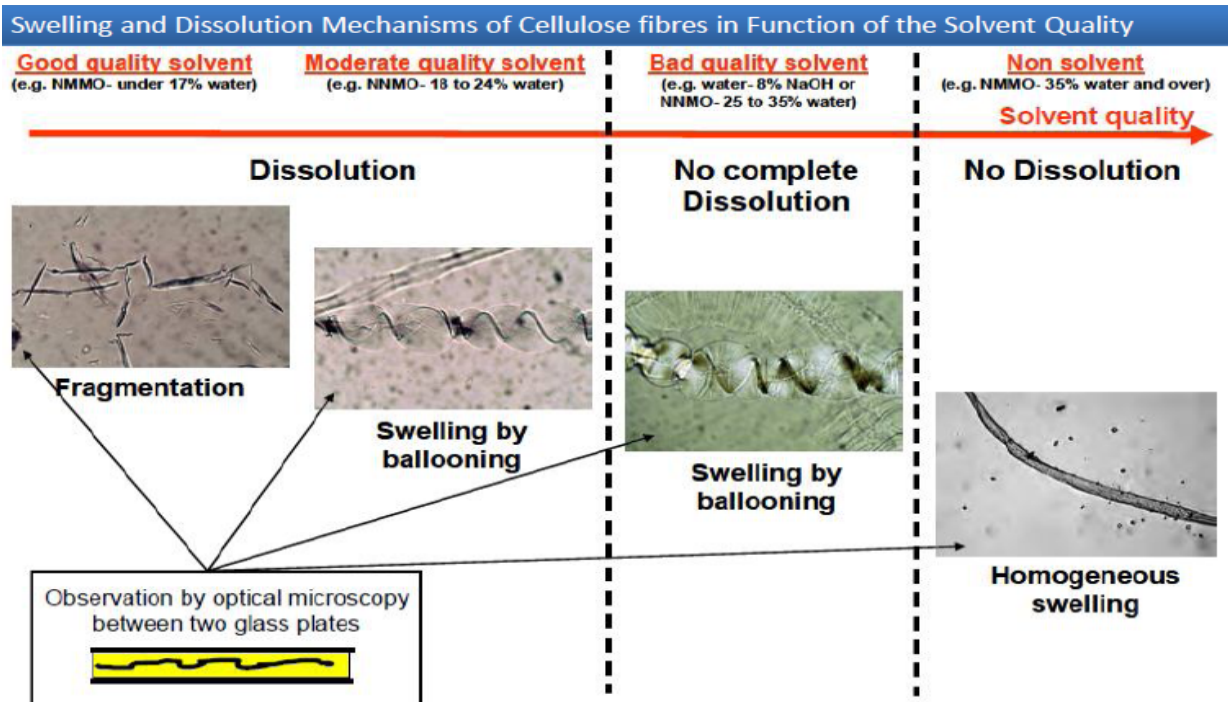 Swelling and Dissolution Mechanisms of Cellulose fibres in Function of the Solvent Quality
Good quality solvent
(e.g. NMMO- under 17% water)
Moderate quality solvent
(e.g. NNMO- 18 to 24% water)
Bad quality solvent
(e.g. water- 8% NaOH or
NNMO- 25 to 35% water)
Non solvent
(e.g. NMMO- 35% water and over)
Solvent quality
Dissolution
No complete
Dissolution
No Dissolution
Fragmentation
Swelling by
ballooning
Swelling by
ballooning
Homogeneous
swelling
Observation by optical microscopy
between two glass plates